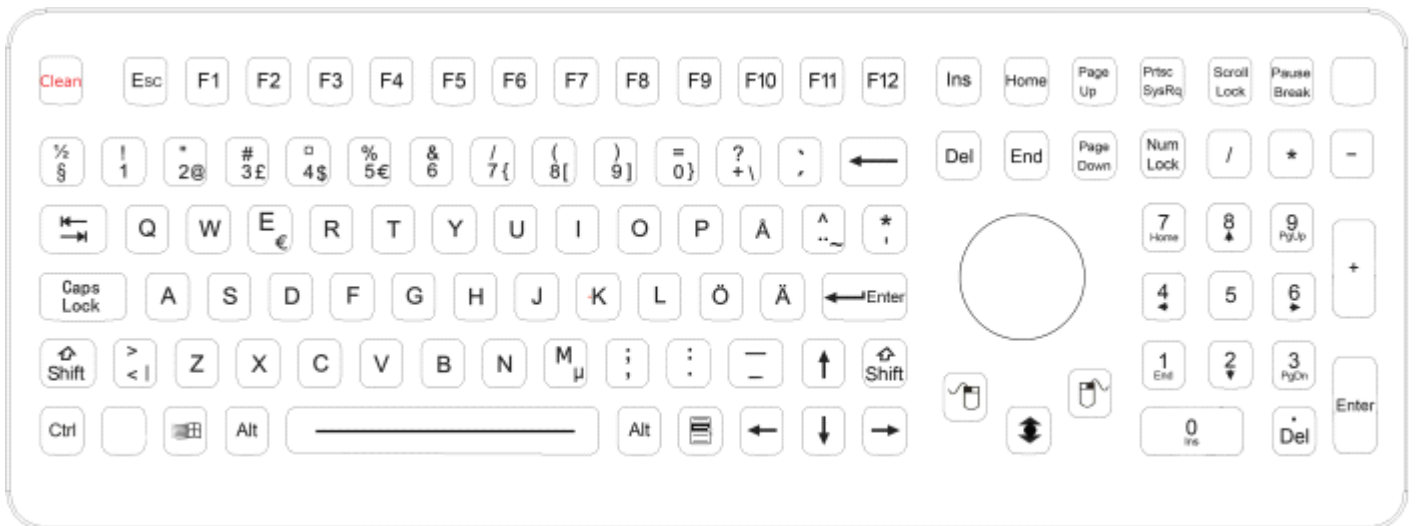 Clean Esc F1 F2 F3 F4 F5 F6 F7 F8 F9 F10 F11 F12 Ins Home Page Up Prtsc SysRq Scroll Lock Pause Break
½ § ! 1 " 2@ # 3£ ¤ 4$ % 5€ & 6 / 7{ ( 8[ ) 9] = 0} ? +\ ` ´ Del End Page Down Num Lock / * -
Q W E € R T Y U I O P Å ^ ¨~ * ' 7 Home 8 9 PgUp +
Caps Lock A S D F G H J K L Ö Ä Enter 4 5 6
Shift > <| Z X C V B N M µ ; , : . _ - Shift 1 End 2 3 PgDn Enter
Ctrl Alt Alt 0 Ins . Del